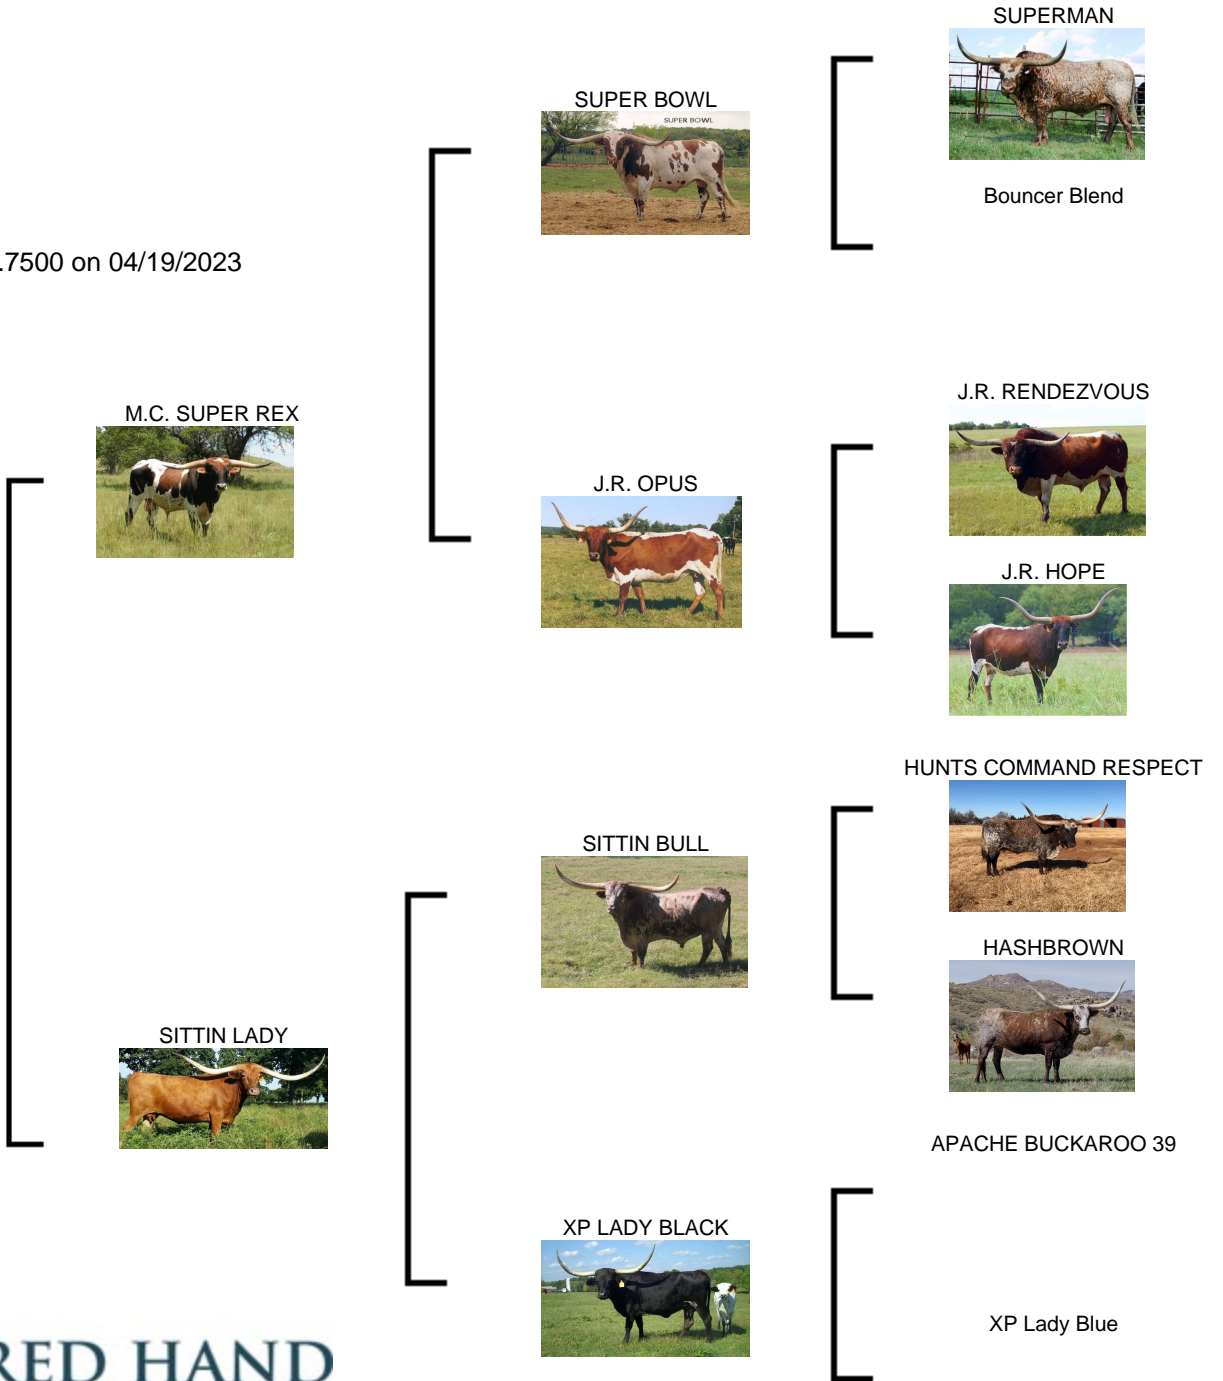 SUPERMAN
SUPER BOWL
SUPER BOWL
Bouncer Blend
.7500 on 04/19/2023
J.R. RENDEZVOUS
M.C. SUPER REX
J.R. OPUS
J.R. HOPE
HUNTS COMMAND RESPECT
SITTIN BULL
HASHBROWN
SITTIN LADY
APACHE BUCKAROO 39
XP LADY BLACK
XP Lady Blue
RED HAND